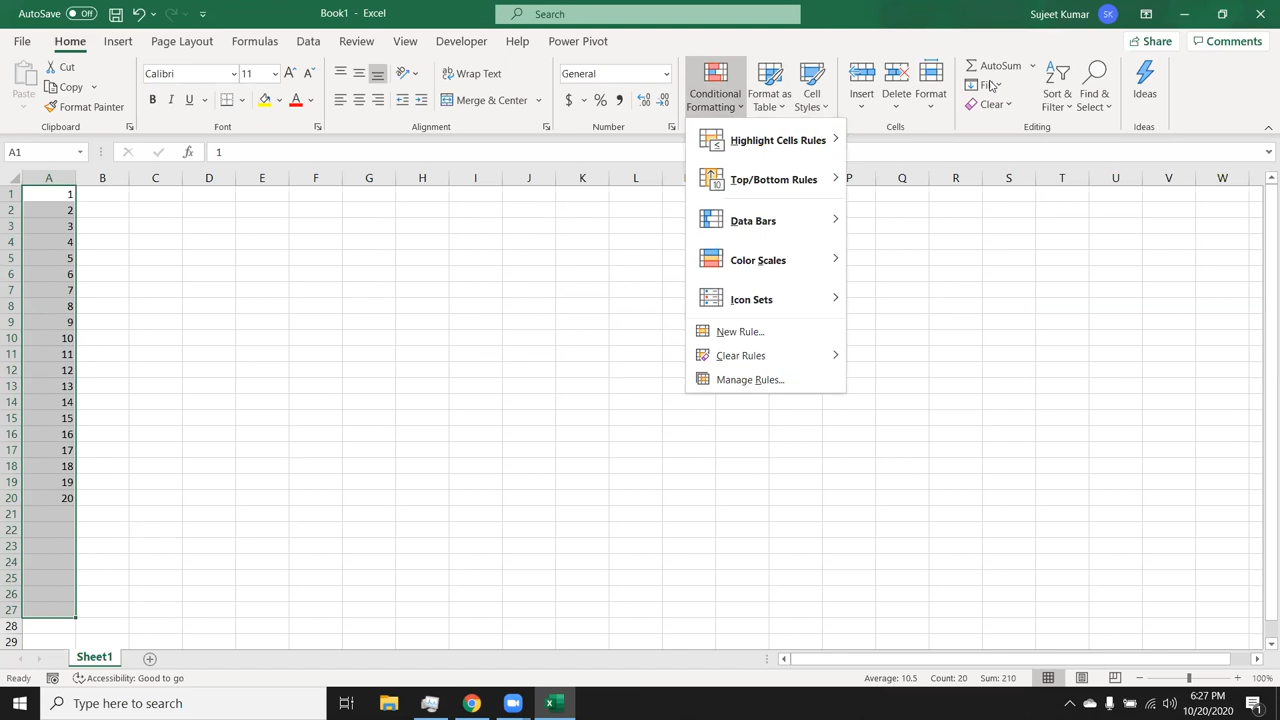 AutoSave Off Book1 - Excel Search Sujeet Kumar SK
File Home Insert Page Layout Formulas Data Review View Developer Help Power Pivot Share Comments
Paste Cut Copy Format Painter Clipboard
Calibri 11 A A B I U A Font
ab Wrap Text Merge & Center Alignment
General $ % , Number
Conditional Formatting Format as Table Cell Styles
Insert Delete Format Cells
AutoSum Clear Sort & Filter Find & Select Editing
Ideas Ideas
A1 fx 1
Highlight Cells Rules
Top/Bottom Rules
10
Data Bars
Color Scales
Icon Sets
New Rule...
Clear Rules
Manage Rules...
A B C D E F G H I J K L P Q R S T U V W
1 1
2 2
3 3
4 4
5 5
6 6
7 7
8 8
9 9
10 10
11 11
12 12
13 13
14 14
15 15
16 16
17 17
18 18
19 19
20 20
21
22
23
24
25
26
27
28
29
Sheet1
Ready Accessibility: Good to go Average: 10.5 Count: 20 Sum: 210 100%
Type here to search 6:27 PM
10/20/2020